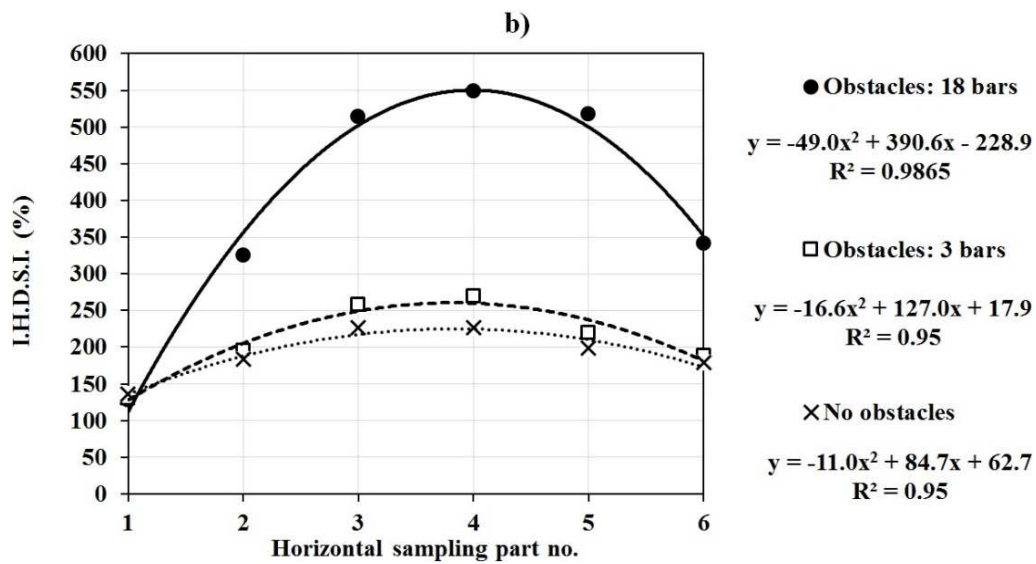 b)
600
550
500
450
400
350
300
250
200
150
100
50
0
I.H.D.S.I. (%)
1 2 3 4 5 6
Horizontal sampling part no.
Obstacles: 18 bars
y = -49.0x² + 390.6x - 228.9
R² = 0.9865
Obstacles: 3 bars
y = -16.6x² + 127.0x + 17.9
R² = 0.95
No obstacles
y = -11.0x² + 84.7x + 62.7
R² = 0.95